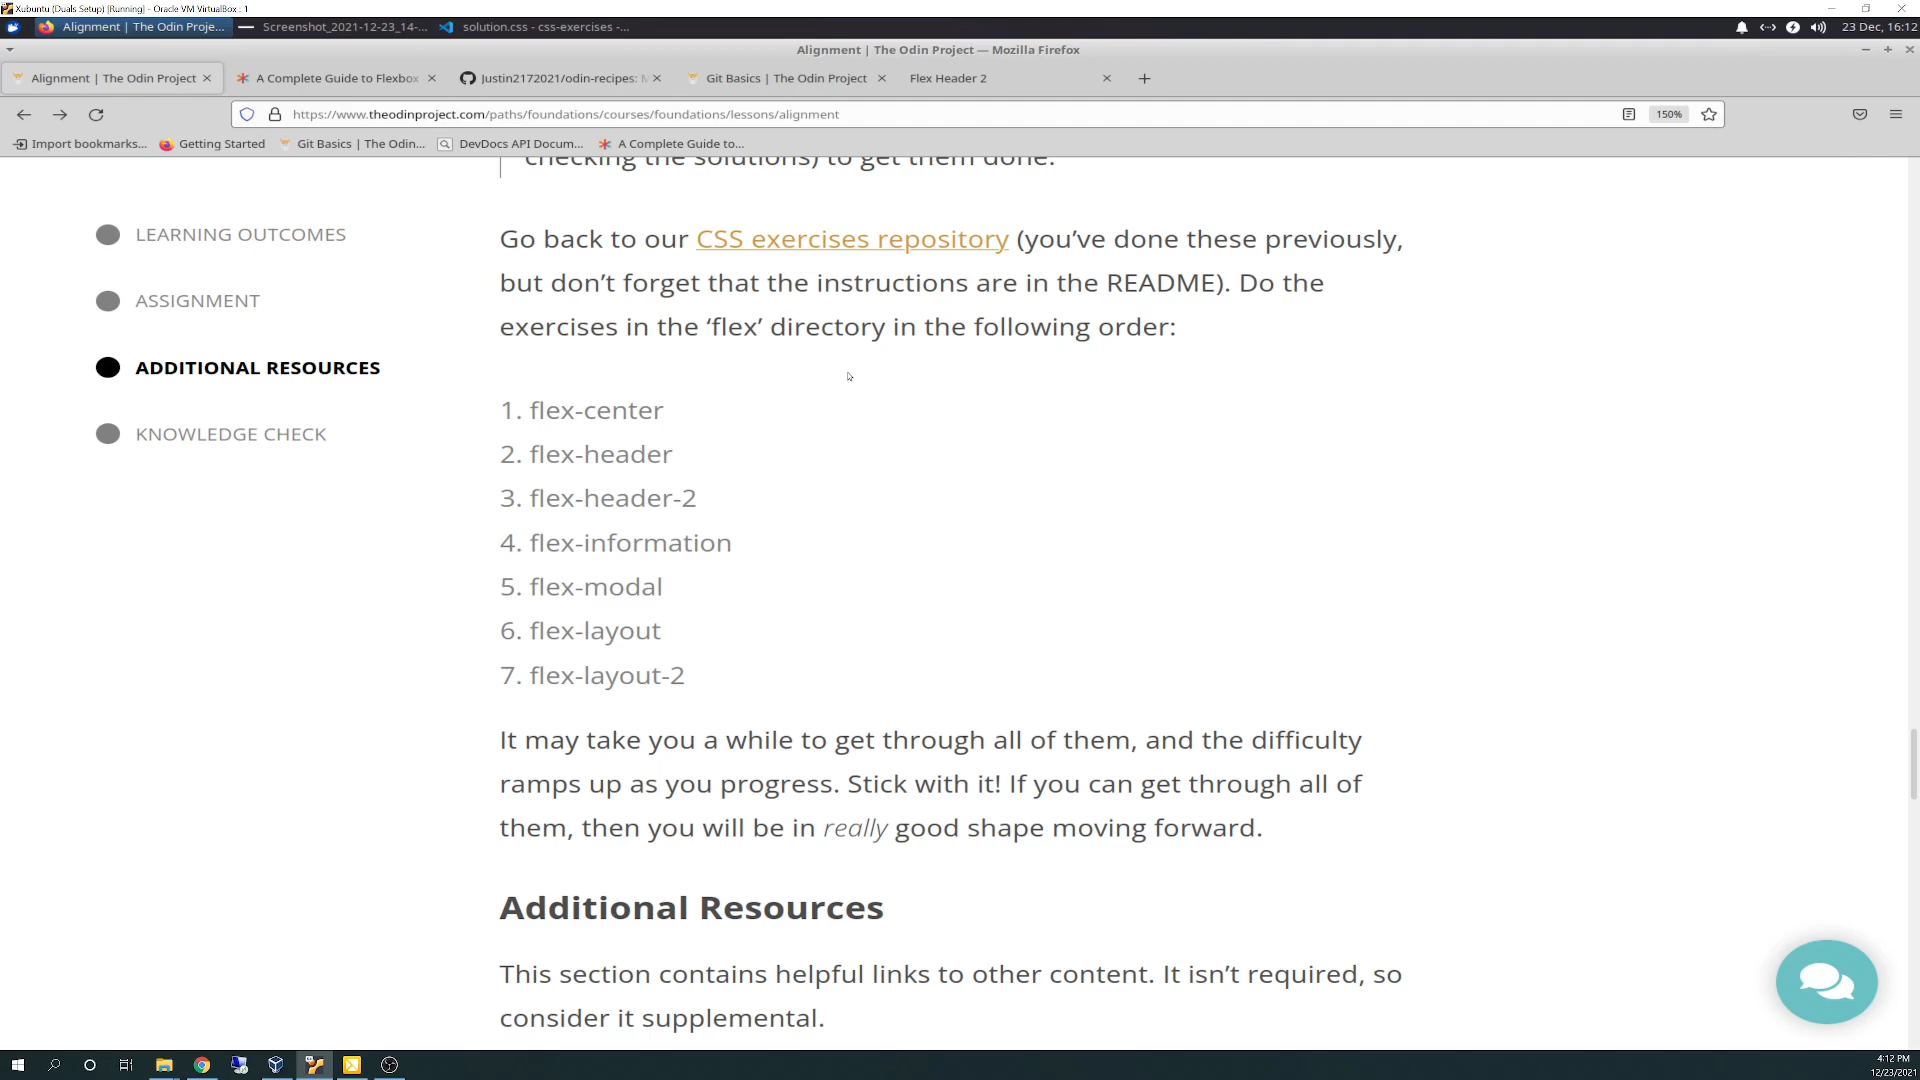 Xubuntu (Duals Setup) [Running] - Oracle VM VirtualBox : 1
Alignment | The Odin Proje...
Screenshot_2021-12-23_14-...
solution.css - css-exercises -...
23 Dec, 16:12
Alignment | The Odin Project — Mozilla Firefox
Alignment | The Odin Project
A Complete Guide to Flexbox
Justin2172021/odin-recipes: M
Git Basics | The Odin Project
Flex Header 2
https://www.theodinproject.com/paths/foundations/courses/foundations/lessons/alignment
150%
Import bookmarks...
Getting Started
Git Basics | The Odin...
DevDocs API Docum...
A Complete Guide to...
checking the solutions) to get them done.
LEARNING OUTCOMES
ASSIGNMENT
ADDITIONAL RESOURCES
KNOWLEDGE CHECK
Go back to our CSS exercises repository (you’ve done these previously,
but don’t forget that the instructions are in the README). Do the
exercises in the ‘flex’ directory in the following order:
1. flex-center
2. flex-header
3. flex-header-2
4. flex-information
5. flex-modal
6. flex-layout
7. flex-layout-2
It may take you a while to get through all of them, and the difficulty
ramps up as you progress. Stick with it! If you can get through all of
them, then you will be in really good shape moving forward.
Additional Resources
This section contains helpful links to other content. It isn’t required, so
consider it supplemental.
4:12 PM
12/23/2021